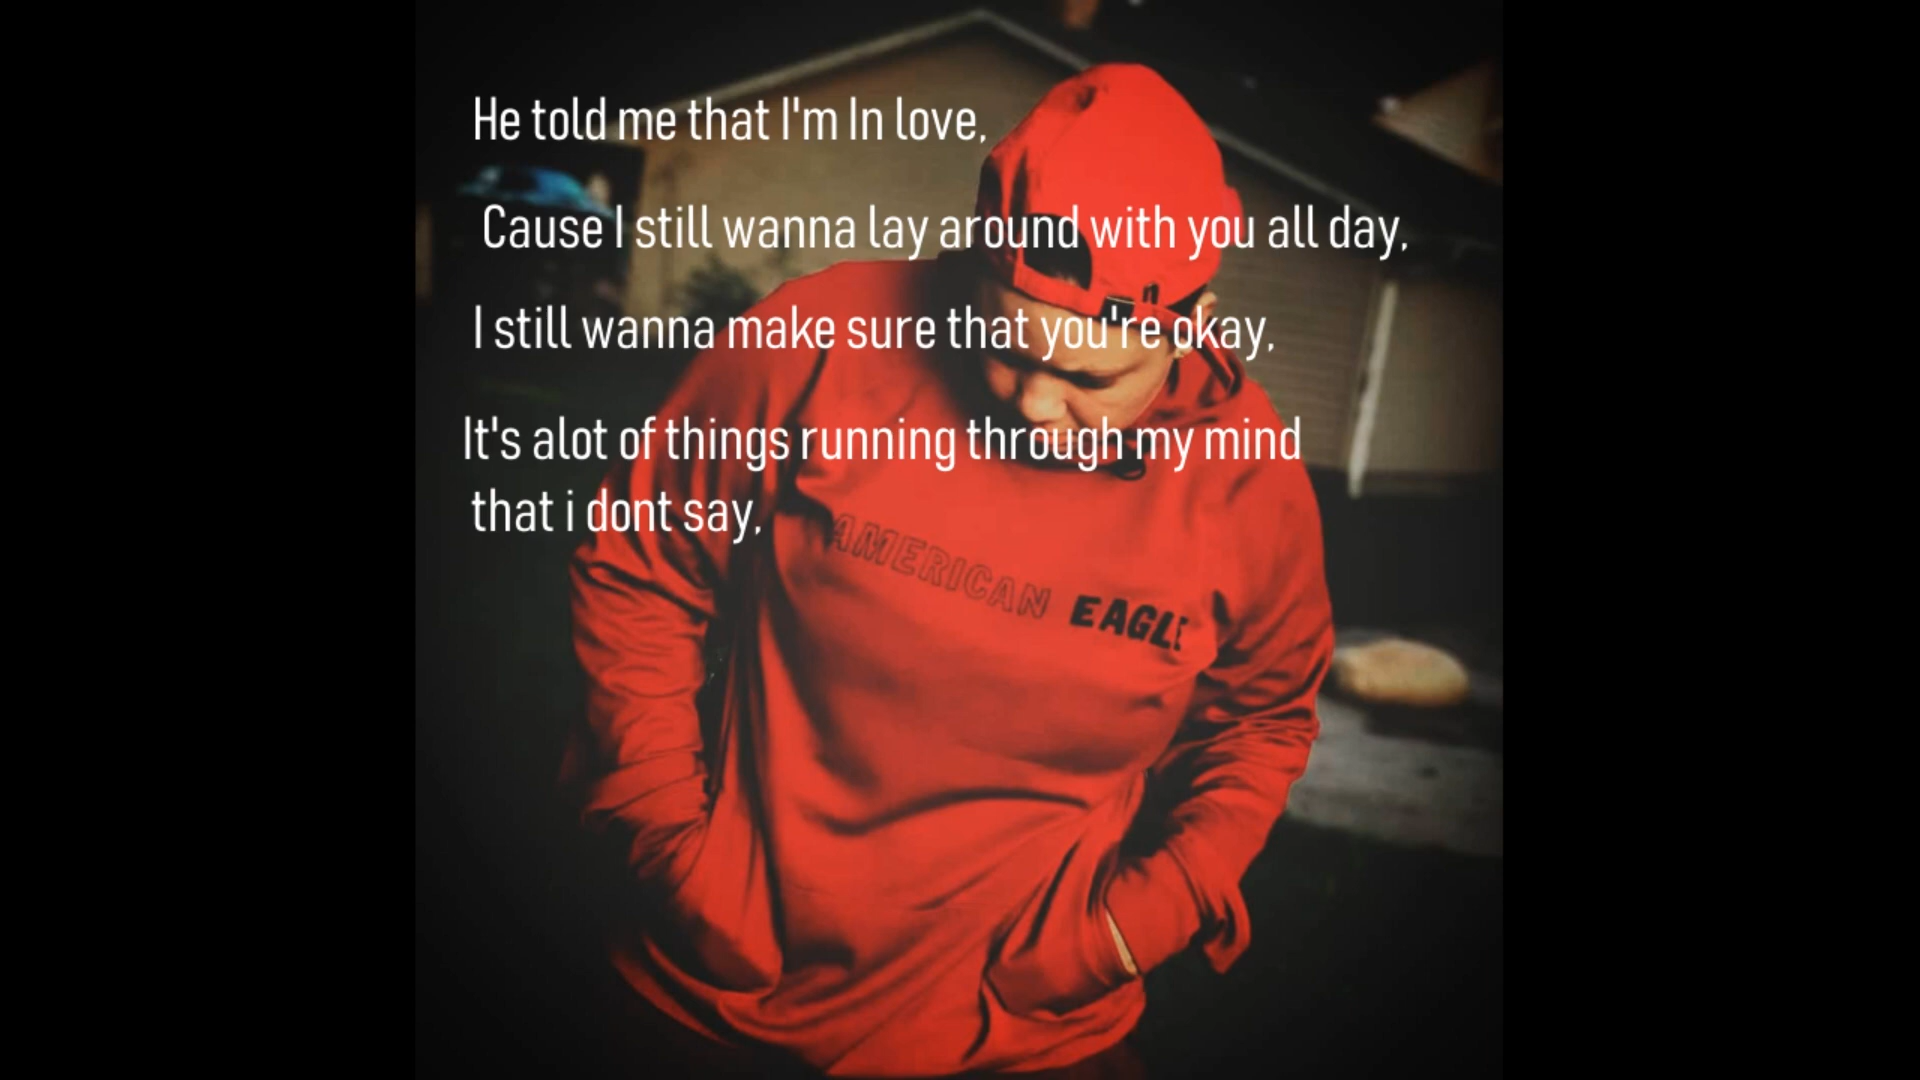 He told me that I'm In love,
Cause I still wanna lay around with you all day,
I still wanna make sure that you're okay,
It's alot of things running through my mind
that i dont say,
AMERICAN EAGLE